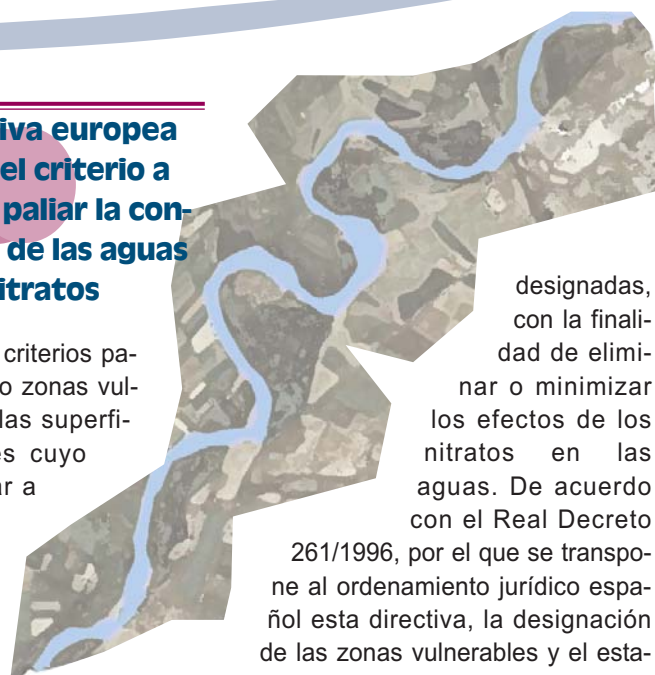 iva europea
el criterio a
paliar la con-
de las aguas
itratos
criterios pa-
o zonas vul-
las superfi-
es cuyo
ar a
designadas,
con la finali-
dad de elimi-
nar o minimizar
los efectos de los
nitratos en las
aguas. De acuerdo
con el Real Decreto
261/1996, por el que se transpo-
ne al ordenamiento jurídico espa-
ñol esta directiva, la designación
de las zonas vulnerables y el esta-